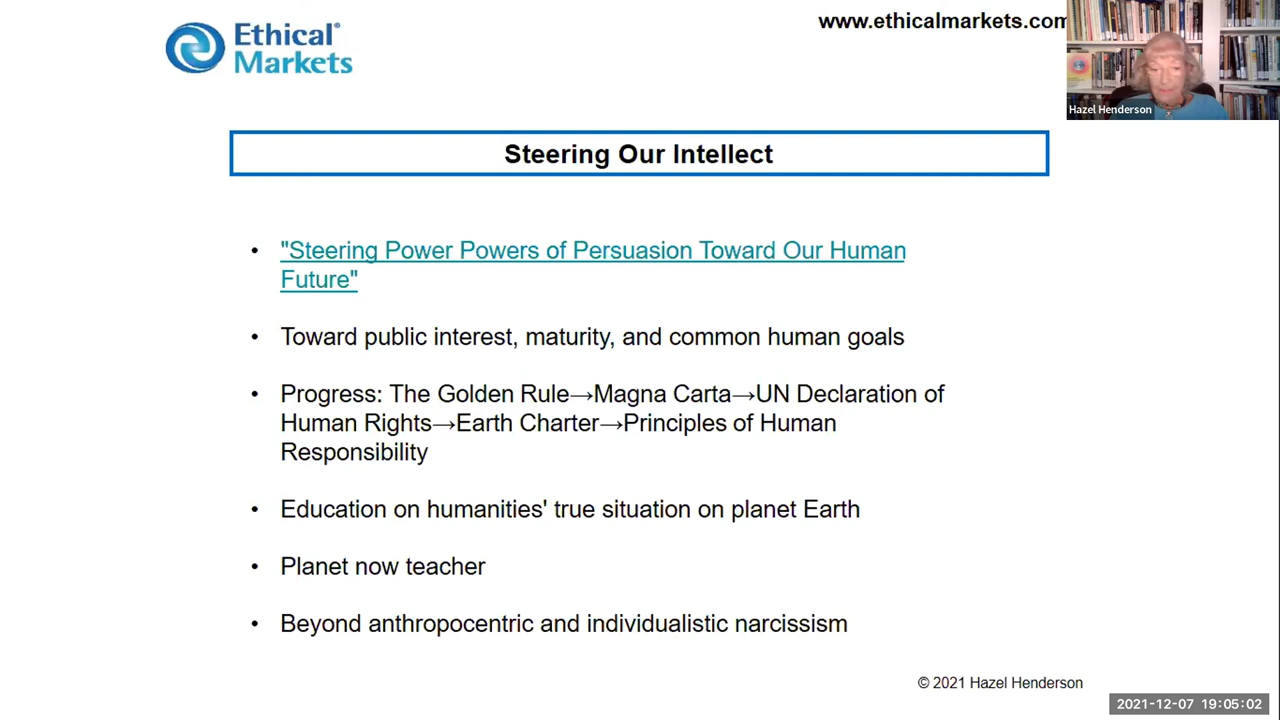 Ethical®
Markets
www.ethicalmarkets.com
Hazel Henderson
Steering Our Intellect
• "Steering Power Powers of Persuasion Toward Our Human
Future"
• Toward public interest, maturity, and common human goals
• Progress: The Golden Rule→Magna Carta→UN Declaration of
Human Rights→Earth Charter→Principles of Human
Responsibility
• Education on humanities' true situation on planet Earth
• Planet now teacher
• Beyond anthropocentric and individualistic narcissism
© 2021 Hazel Henderson
2021-12-07 19:05:02